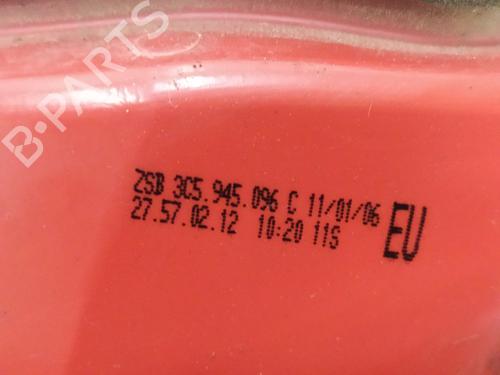 B-PARTS
ZSB 3C5.945.096 C 11/01/06
27.57.02.12 10:20 11S
EU